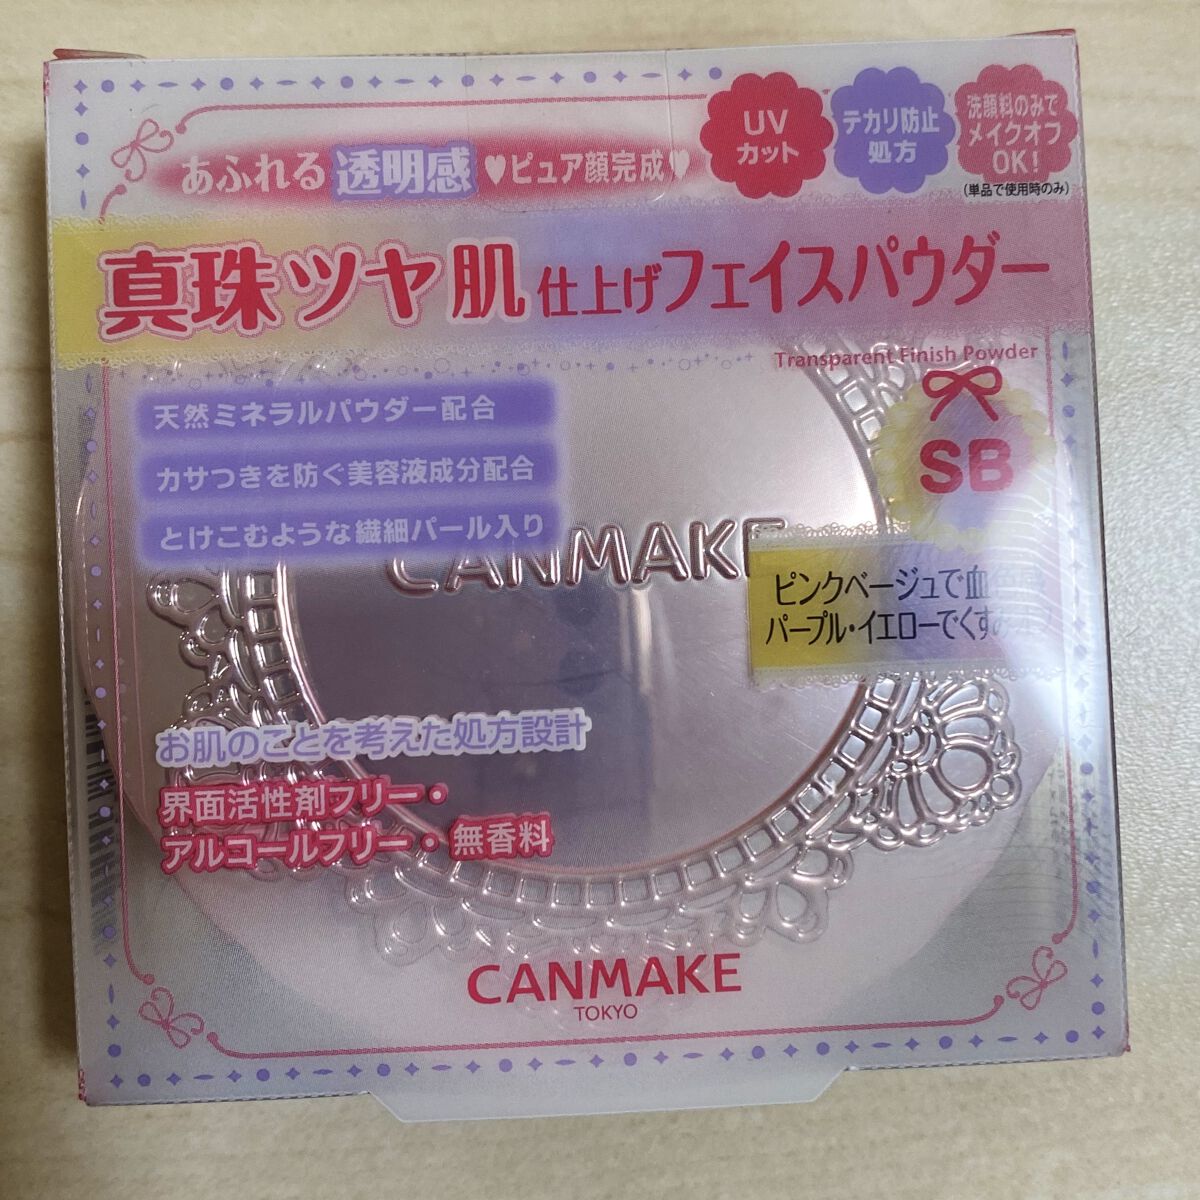 あふれる透明感♥ピュア顔完成♥
UV
カット
テカリ防止
処方
洗顔料のみで
メイクオフ
OK!
(単品で使用時のみ)
真珠ツヤ肌仕上げフェイスパウダー
Transparent Finish Powder
天然ミネラルパウダー配合
カサつきを防ぐ美容液成分配合
とけこむような繊細パール入り
SB
CANMAKE
ピンクベージュで血色
パープル・イエローでくすみ
お肌のことを考えた処方設計
界面活性剤フリー・
アルコールフリー・無香料
CANMAKE
TOKYO